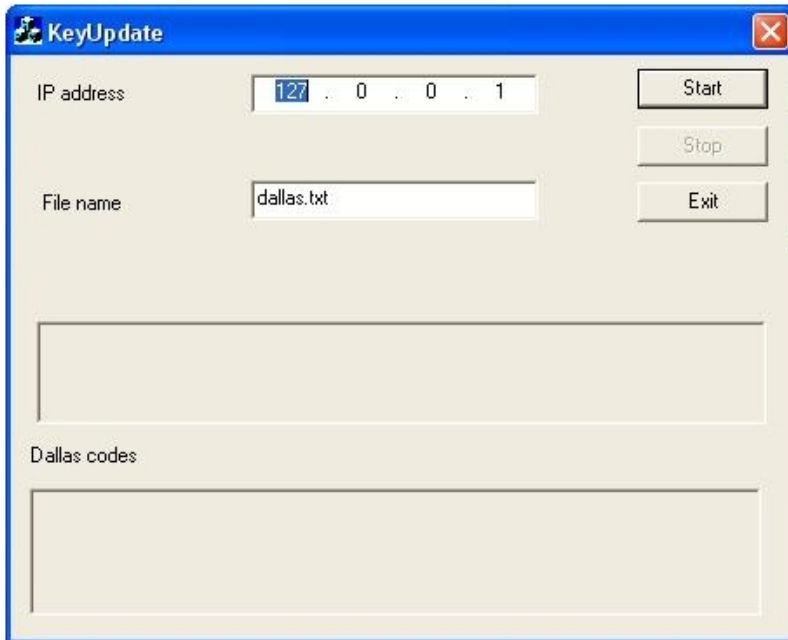 KeyUpdate
IP address
127 . 0 . 0 . 1
Start
Stop
File name
dallas.txt
Exit
Dallas codes